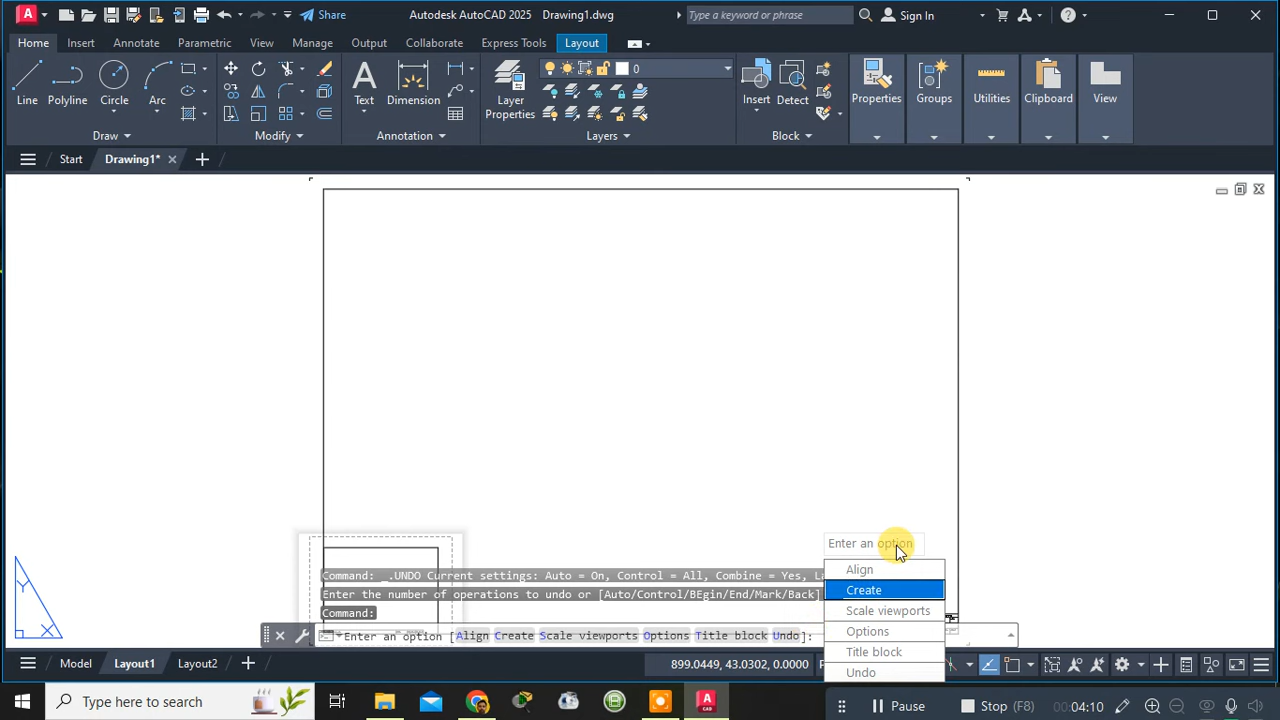 Share
Autodesk AutoCAD 2025 Drawing1.dwg
Type a keyword or phrase
Sign In
Home Insert Annotate Parametric View Manage Output Collaborate Express Tools Layout
0
Line Polyline Circle Arc
Text Dimension
Layer Properties
Insert Detect
Properties Groups Utilities Clipboard View
Draw Modify Annotation Layers Block
Start Drawing1*
Y
X
Enter an option
Align
Create
Scale viewports
Options
Title block
Undo
Command: _.UNDO Current settings: Auto = On, Control = All, Combine = Yes, La
Enter the number of operations to undo or [Auto/Control/BEgin/End/Mark/Back]
Command:
Enter an option [Align Create Scale viewports Options Title block Undo]:
Model Layout1 Layout2
899.0449, 43.0302, 0.0000
Type here to search
CAD
Pause
Stop (F8)
00:04:10